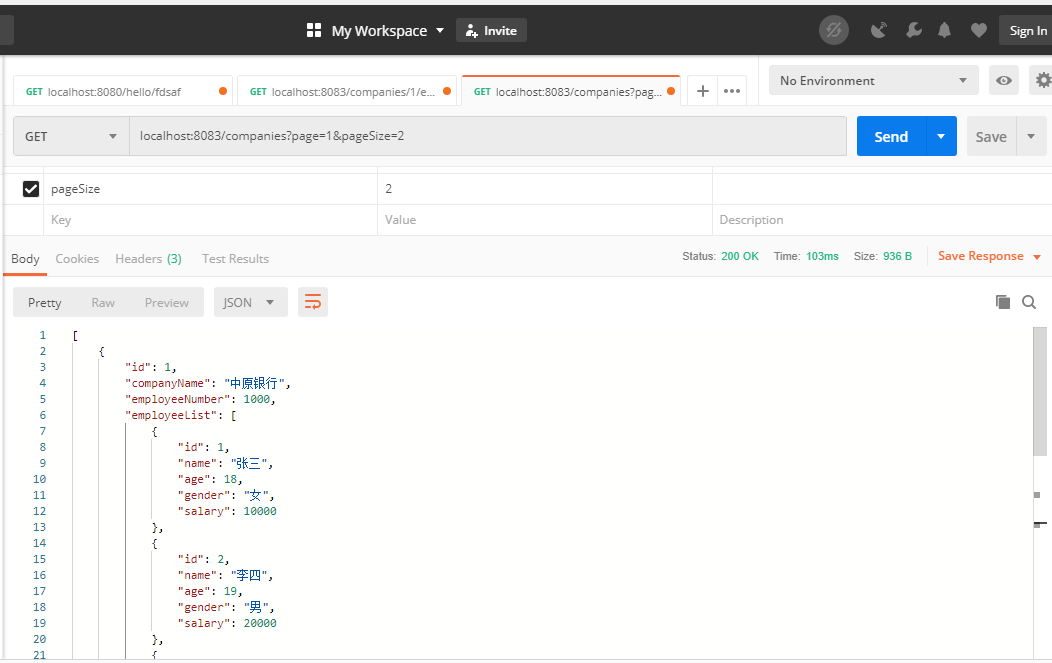 My Workspace Invite Sign In
GET localhost:8080/hello/fdsaf GET localhost:8083/companies/1/e... GET localhost:8083/companies?pag... No Environment
GET localhost:8083/companies?page=1&pageSize=2 Send Save
pageSize 2
Key Value Description
Body Cookies Headers (3) Test Results Status: 200 OK Time: 103ms Size: 936 B Save Response
Pretty Raw Preview JSON
1 [
2 {
3 "id": 1,
4 "companyName": "中原银行",
5 "employeeNumber": 1000,
6 "employeeList": [
7 {
8 "id": 1,
9 "name": "张三",
10 "age": 18,
11 "gender": "女",
12 "salary": 10000
13 },
14 {
15 "id": 2,
16 "name": "李四",
17 "age": 19,
18 "gender": "男",
19 "salary": 20000
20 },
21 {